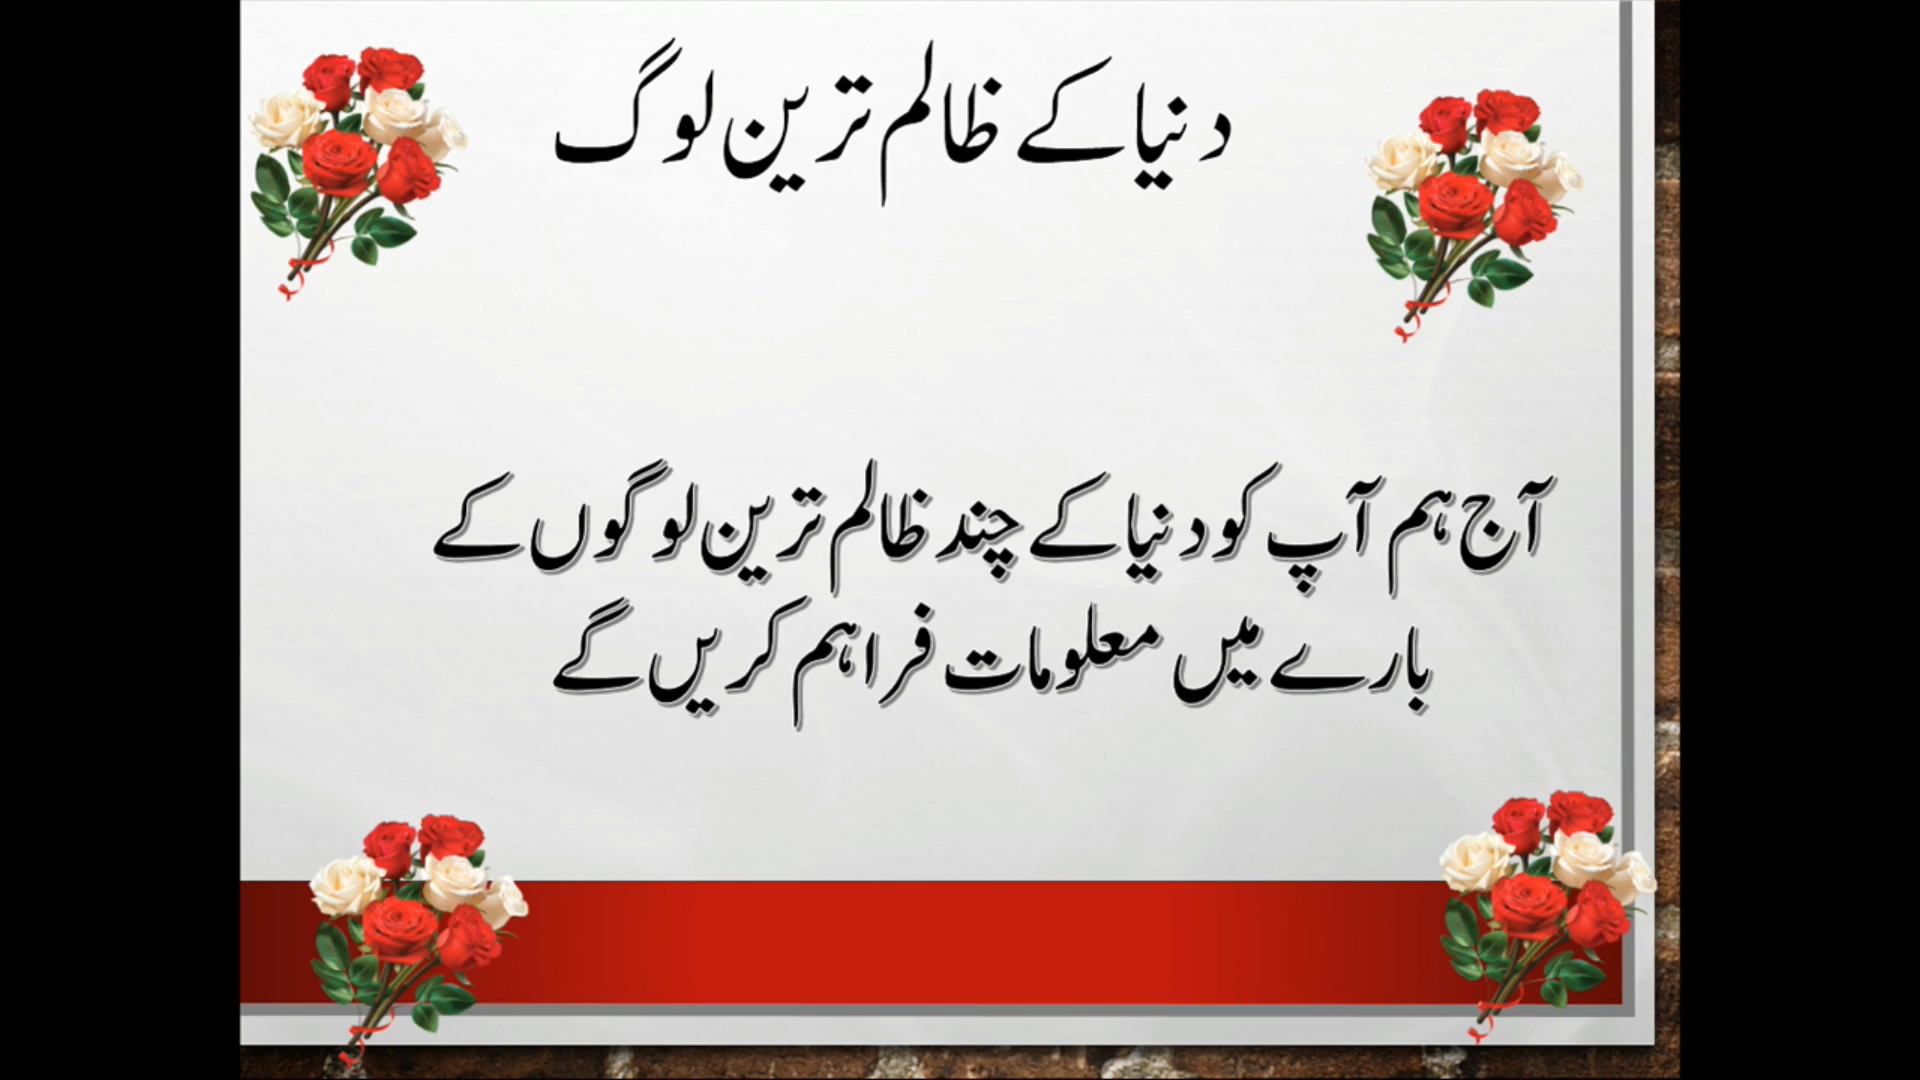 دنیا کے ظالم ترین لوگ
آج ہم آپ کو دنیا کے چند ظالم ترین لوگوں کے
بارے میں معلومات فراہم کریں گے